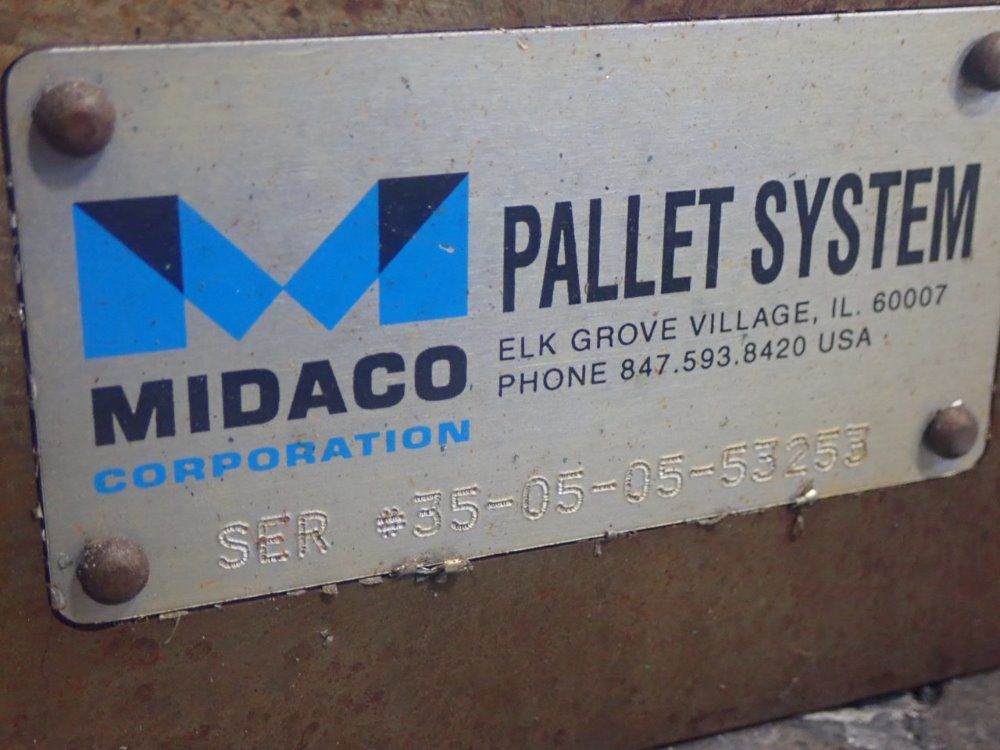 PALLET SYSTEM
ELK GROVE VILLAGE, IL. 60007
PHONE 847.593.8420 USA
MIDACO
CORPORATION
SER #35-05-05-53253